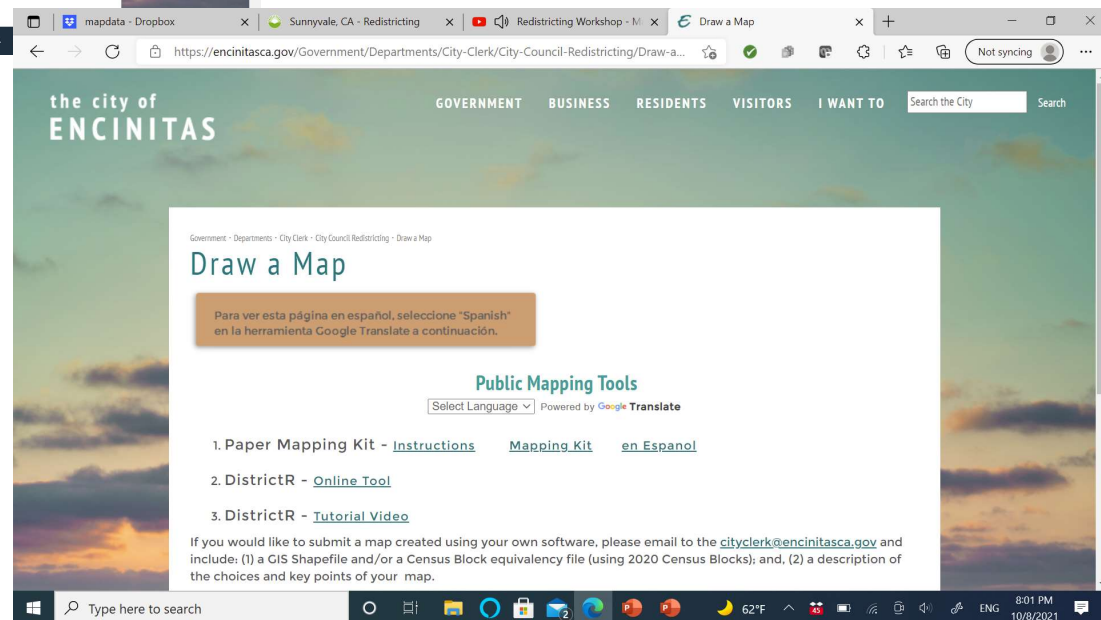 mapdata - Dropbox
Sunnyvale, CA - Redistricting
Redistricting Workshop - M
Draw a Map
https://encinitasca.gov/Government/Departments/City-Clerk/City-Council-Redistricting/Draw-a...
Not syncing
the city of
ENCINITAS
GOVERNMENT BUSINESS RESIDENTS VISITORS I WANT TO
Search the City
Search
Government - Departments - City Clerk - City Council Redistricting - Draw a Map
Draw a Map
Para ver esta página en español, seleccione "Spanish"
en la herramienta Google Translate a continuación.
Public Mapping Tools
Select Language Powered by Google Translate
1. Paper Mapping Kit - Instructions Mapping Kit en Espanol
2. DistrictR - Online Tool
3. DistrictR - Tutorial Video
If you would like to submit a map created using your own software, please email to the cityclerk@encinitasca.gov and
include: (1) a GIS Shapefile and/or a Census Block equivalency file (using 2020 Census Blocks); and, (2) a description of
the choices and key points of your map.
Type here to search
2
62°F
45
ENG
8:01 PM
10/8/2021